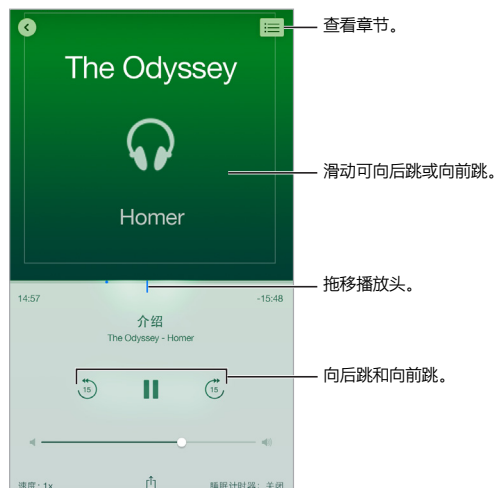 查看章节。
The Odyssey
滑动可向后跳或向前跳。
Homer
拖移播放头。
14:57
-15:48
介绍
The Odyssey - Homer
向后跳和向前跳。
15
15
速度：1x
睡眠计时器：关闭